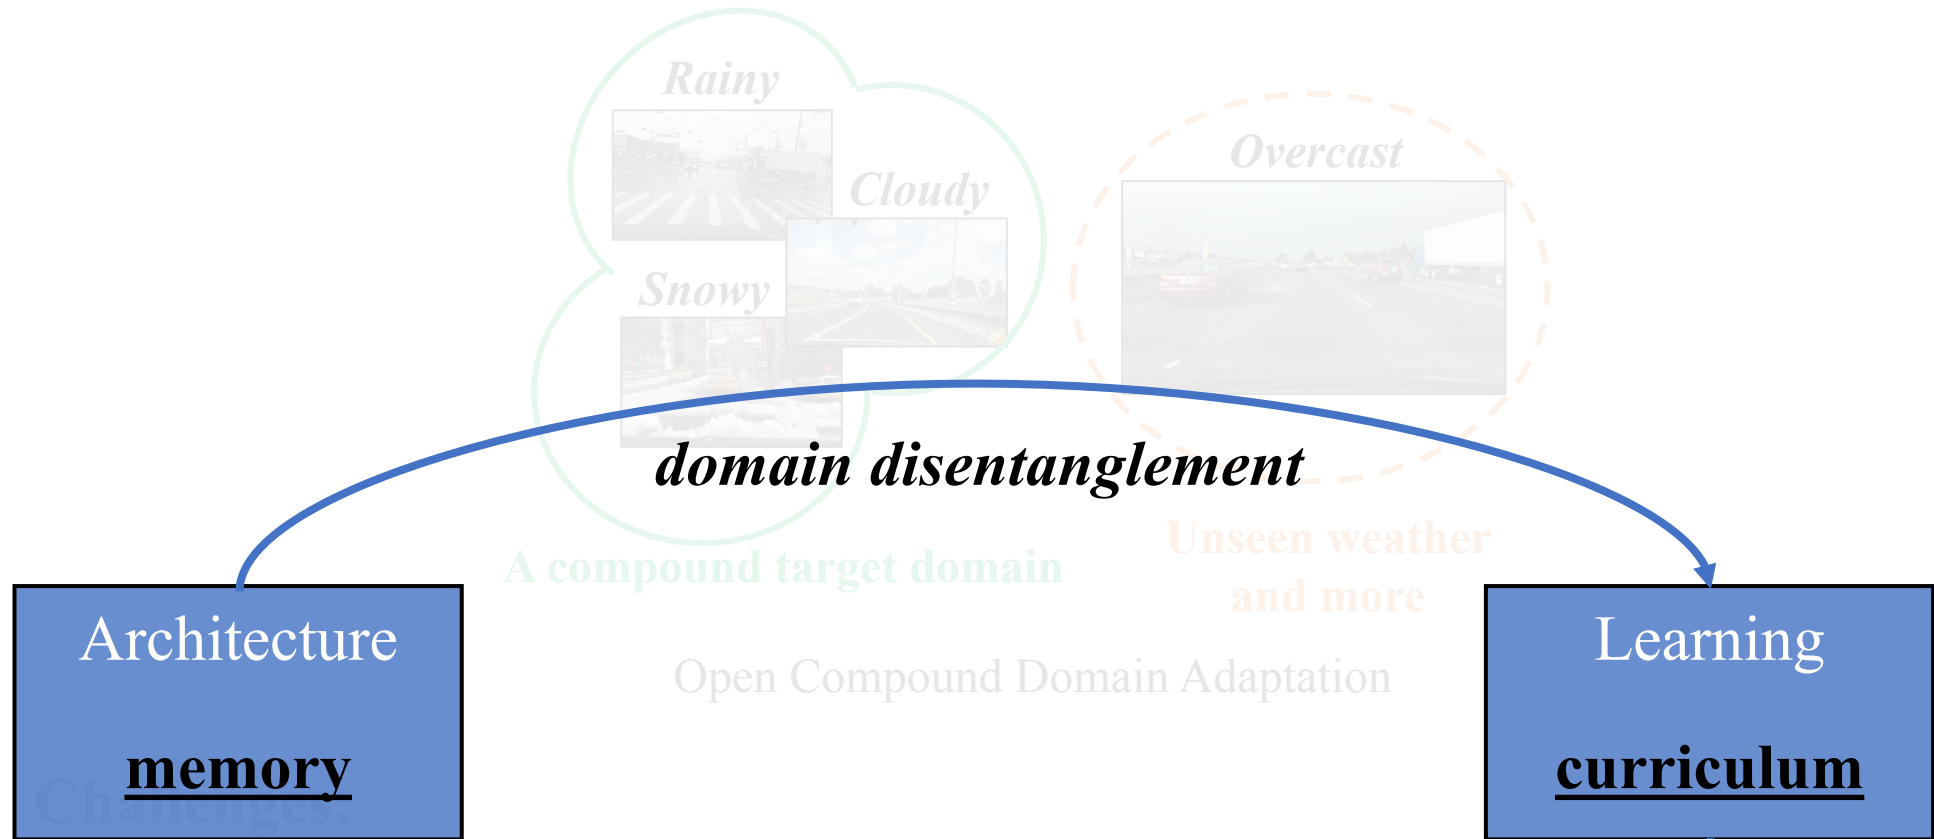 Rainy
Cloudy
Overcast
Snowy
domain disentanglement
A compound target domain
Unseen weather
and more
Open Compound Domain Adaptation
Architecture
memory
Learning
curriculum
Challenges: